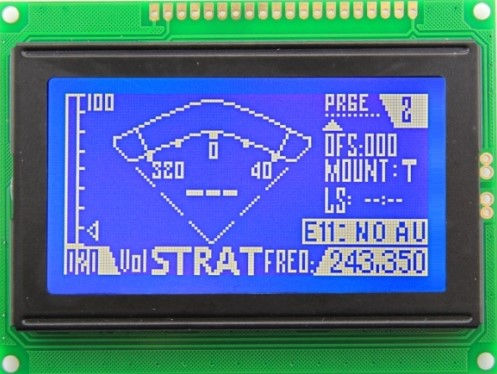 100
PAGE 2
0
320 40
OFS:000
MOUNT:T
---
LS: --:--
E11: NO AU
Vol STRAT FREQ: 243.350